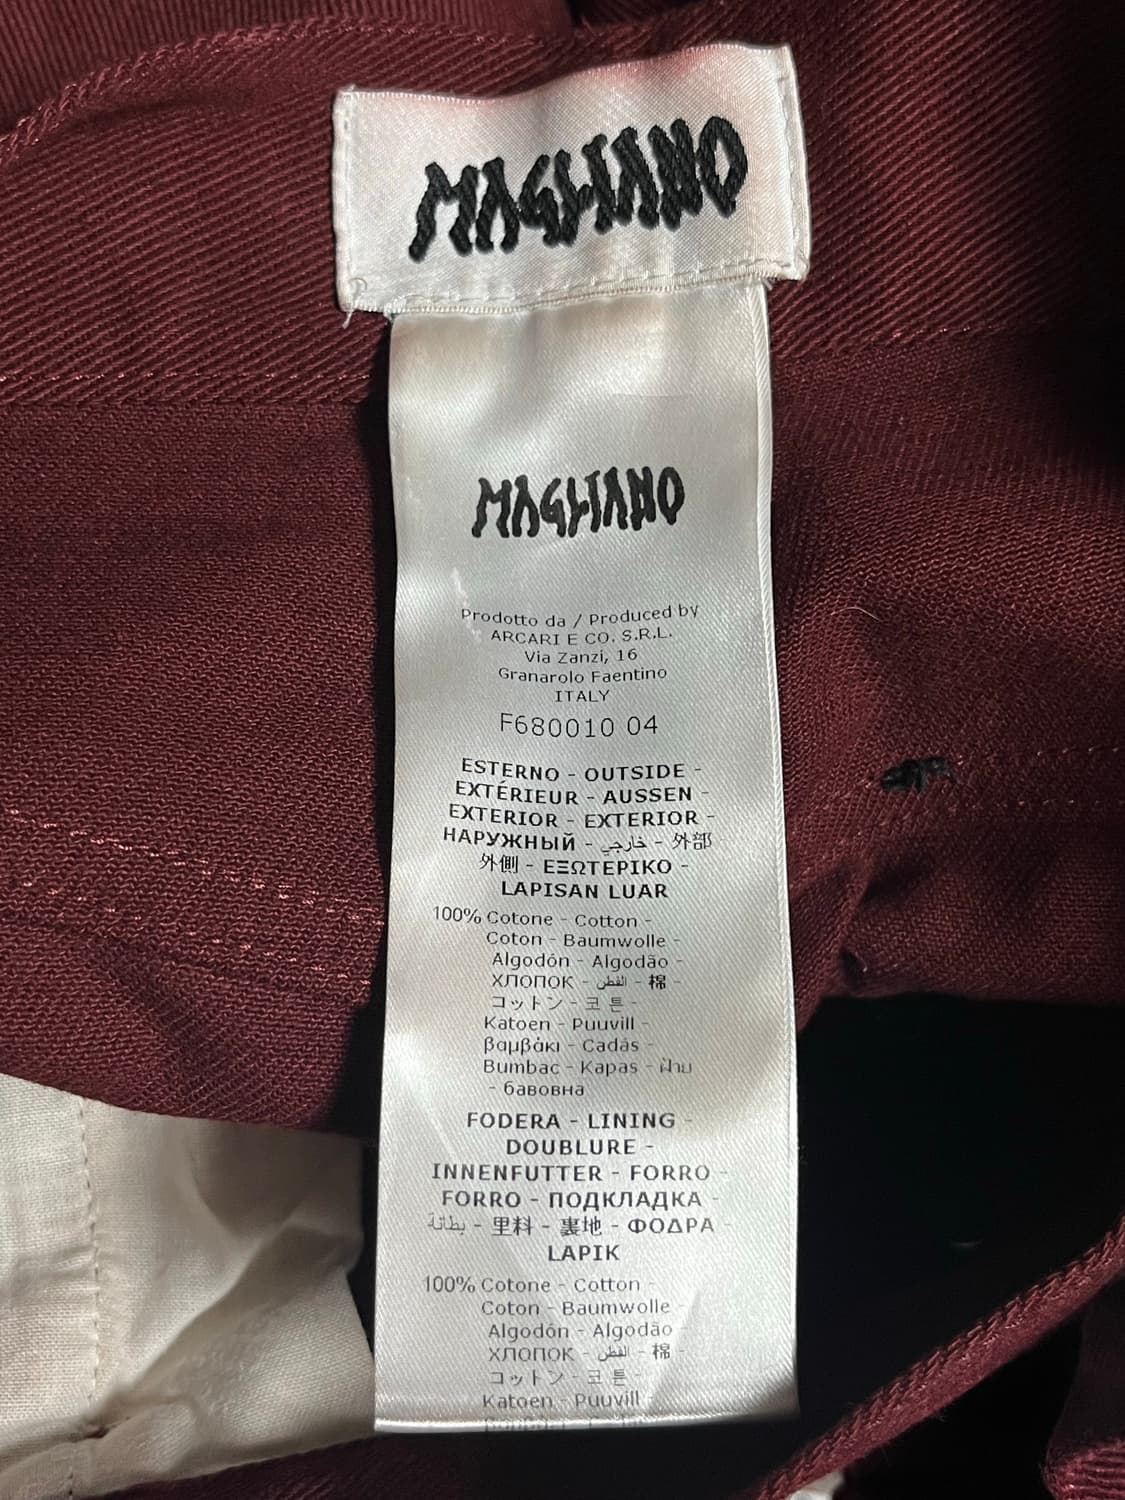 MAGLIANO
MAGLIANO
Prodotto da / Produced by
ARCARI E CO. S.R.L.
Via Zanzi, 16
Granarolo Faentino
ITALY
F680010 04
ESTERNO - OUTSIDE -
EXTÉRIEUR - AUSSEN -
EXTERIOR - EXTERIOR -
НАРУЖНЫЙ - خارجي - 外部
外側 - ΕΞΩΤΕΡΙΚΟ -
LAPISAN LUAR
100% Cotone - Cotton -
Coton - Baumwolle -
Algodón - Algodão -
ХЛОПОК - القطن - 棉 -
コットン - 코튼 -
Katoen - Puuvill -
βαμβάκι - Cadás -
Bumbac - Kapas - ฝ้าย
- бавовна
FODERA - LINING -
DOUBLURE -
INNENFUTTER - FORRO -
FORRO - ПОДКЛАДКА -
بطانة - 里料 - 裏地 - ΦΟΔΡΑ -
LAPIK
100% Cotone - Cotton -
Coton - Baumwolle -
Algodón - Algodão -
ХЛОПОК - القطن - 棉 -
コットン - 코튼 -
Katoen - Puuvill -